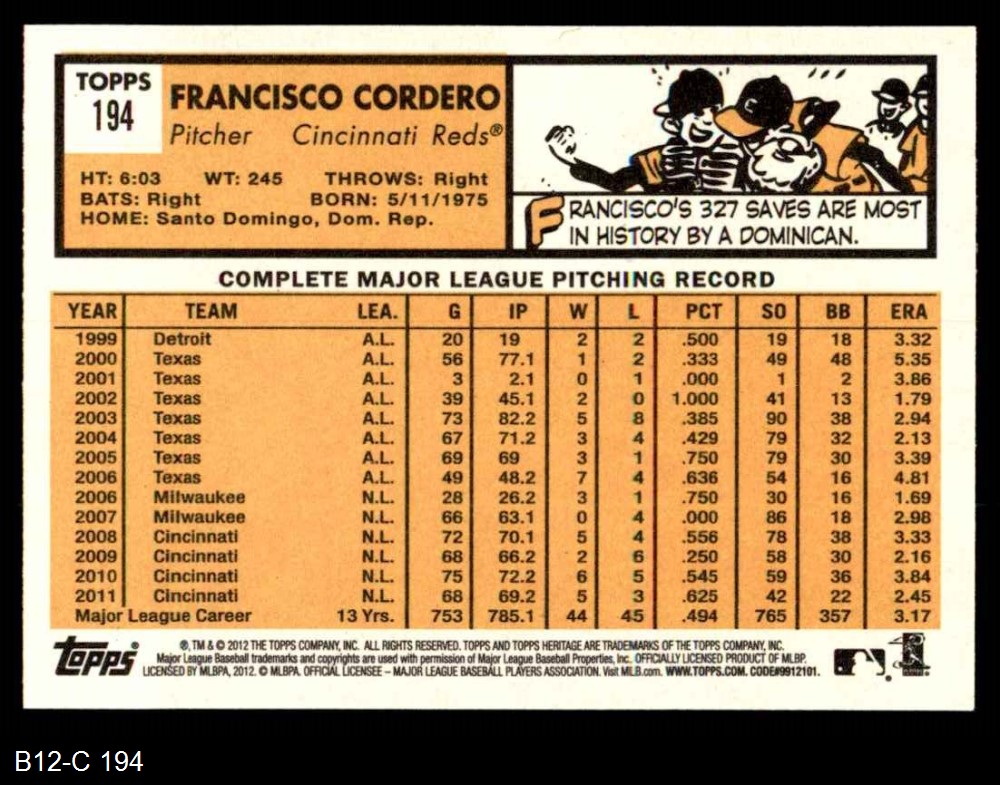 TOPPS
194
FRANCISCO CORDERO
Pitcher Cincinnati Reds®
HT: 6:03 WT: 245 THROWS: Right
BATS: Right BORN: 5/11/1975
HOME: Santo Domingo, Dom. Rep.
C
FRANCISCO'S 327 SAVES ARE MOST
IN HISTORY BY A DOMINICAN.
COMPLETE MAJOR LEAGUE PITCHING RECORD
YEAR TEAM LEA. G IP W L PCT SO BB ERA
1999 Detroit A.L. 20 19 2 2 .500 19 18 3.32
2000 Texas A.L. 56 77.1 1 2 .333 49 48 5.35
2001 Texas A.L. 3 2.1 0 1 .000 1 2 3.86
2002 Texas A.L. 39 45.1 2 0 1.000 41 13 1.79
2003 Texas A.L. 73 82.2 5 8 .385 90 38 2.94
2004 Texas A.L. 67 71.2 3 4 .429 79 32 2.13
2005 Texas A.L. 69 69 3 1 .750 79 30 3.39
2006 Texas A.L. 49 48.2 7 4 .636 54 16 4.81
2006 Milwaukee N.L. 28 26.2 3 1 .750 30 16 1.69
2007 Milwaukee N.L. 66 63.1 0 4 .000 86 18 2.98
2008 Cincinnati N.L. 72 70.1 5 4 .556 78 38 3.33
2009 Cincinnati N.L. 68 66.2 2 6 .250 58 30 2.16
2010 Cincinnati N.L. 75 72.2 6 5 .545 59 36 3.84
2011 Cincinnati N.L. 68 69.2 5 3 .625 42 22 2.45
Major League Career 13 Yrs. 753 785.1 44 45 .494 765 357 3.17
topps®
®, TM & © 2012 THE TOPPS COMPANY, INC. ALL RIGHTS RESERVED. TOPPS AND TOPPS HERITAGE ARE TRADEMARKS OF THE TOPPS COMPANY, INC.
Major League Baseball trademarks and copyrights are used with permission of Major League Baseball Properties, Inc. OFFICIALLY LICENSED PRODUCT OF MLBP.
LICENSED BY MLBPA, 2012. © MLBPA. OFFICIAL LICENSEE – MAJOR LEAGUE BASEBALL PLAYERS ASSOCIATION. Visit MLB.com. WWW.TOPPS.COM. CODE#9912101.
B12-C 194